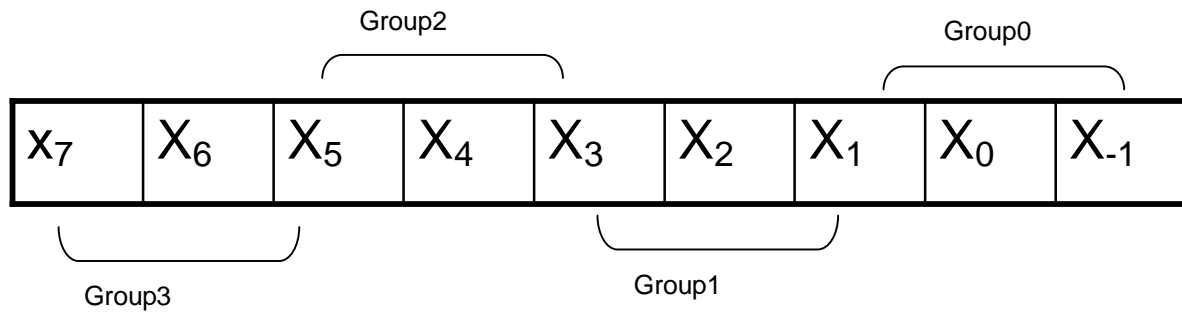 Group2
Group0
x₇ X₆ X₅ X₄ X₃ X₂ X₁ X₀ X₋₁
Group3
Group1